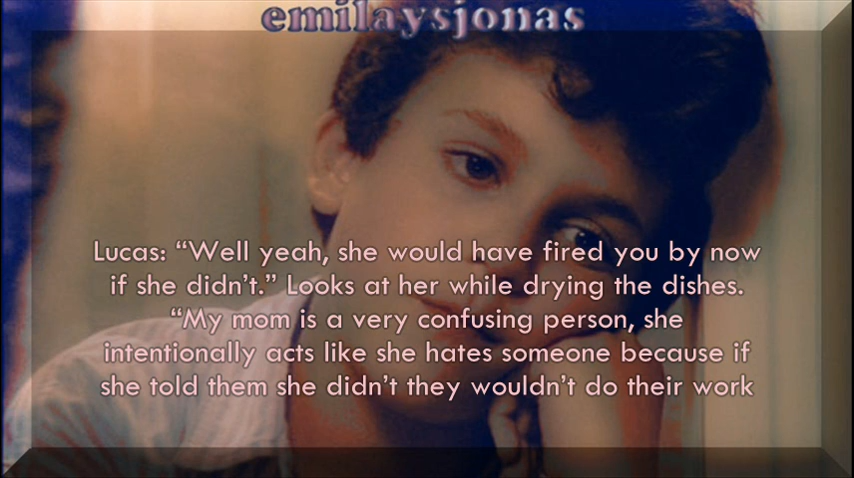 emilaysjonas
Lucas: “Well yeah, she would have fired you by now
if she didn’t.” Looks at her while drying the dishes.
“My mom is a very confusing person, she
intentionally acts like she hates someone because if
she told them she didn’t they wouldn’t do their work